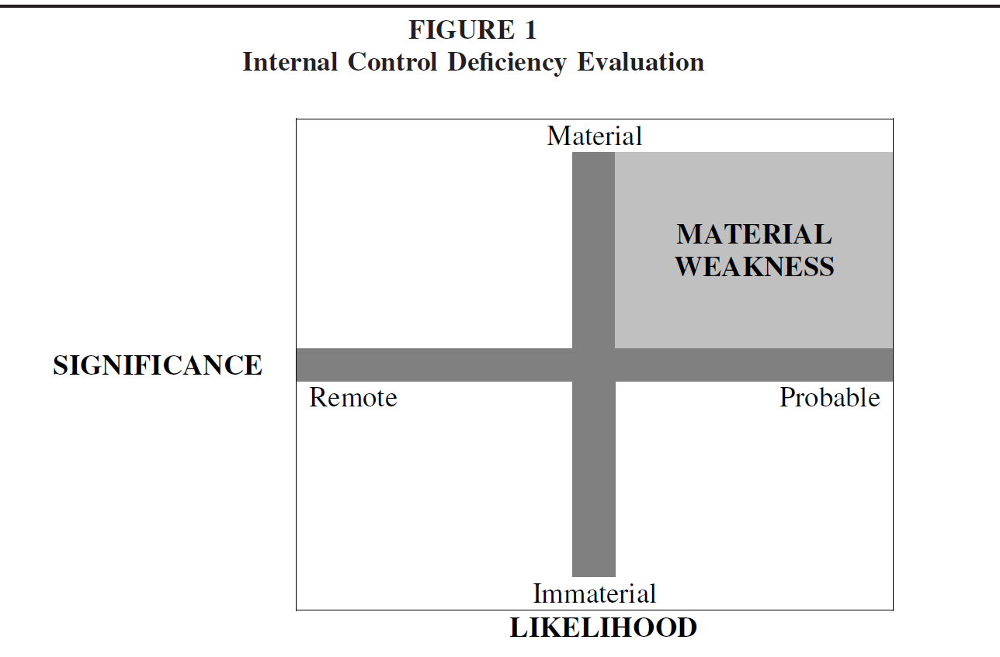 FIGURE 1
Internal Control Deficiency Evaluation
Material
MATERIAL
WEAKNESS
SIGNIFICANCE
Remote
Probable
Immaterial
LIKELIHOOD